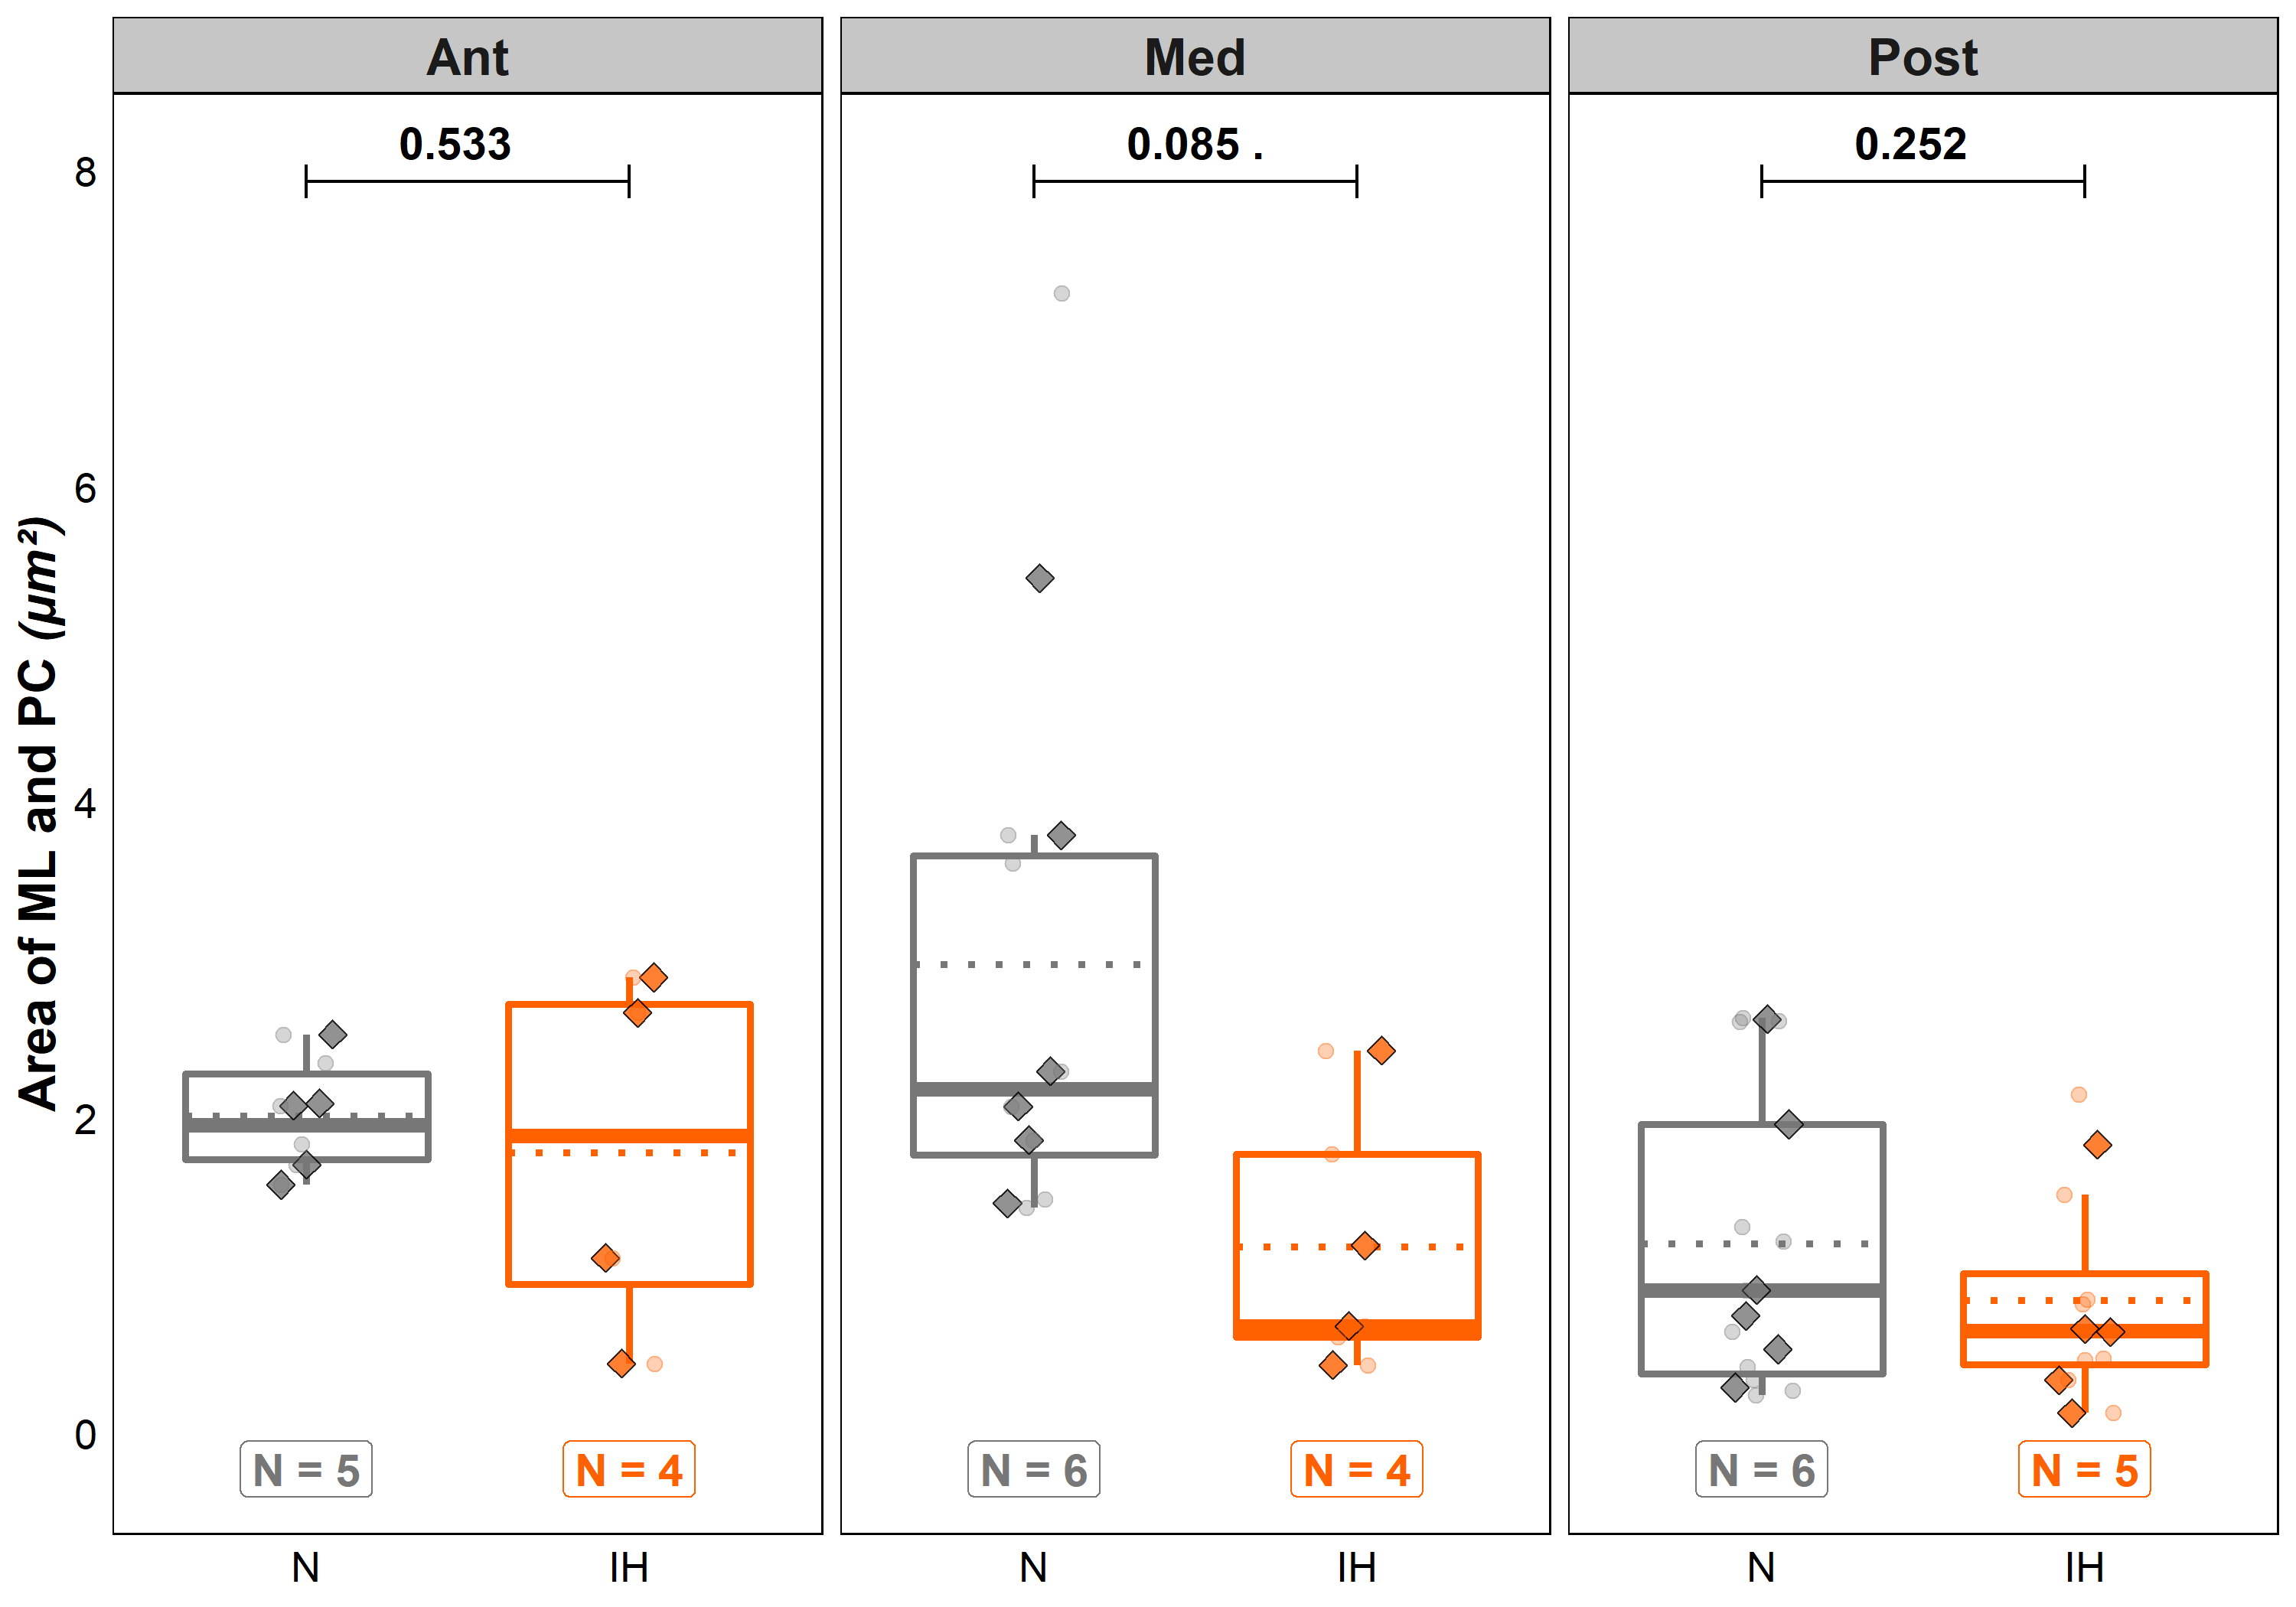 Ant
Med
Post
0.533
0.085 .
0.252
Area of ML and PC (μm²)
8
6
4
2
0
N = 5
N = 4
N = 6
N = 4
N = 6
N = 5
N
IH
N
IH
N
IH